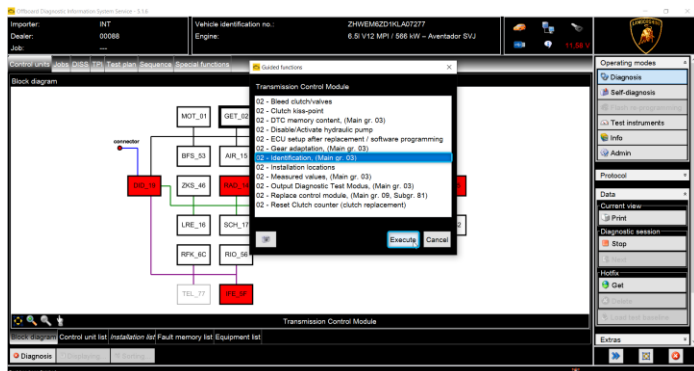 Offboard Diagnostic Information System Service - 5.1.4
Importer: INT
Dealer: 00088
Job: ---
Vehicle identification no.: ZHWEM6ZD1KLA07277
Engine: 6.5l V12 MPI / 566 kW – Aventador SVJ
Control units Jobs DISS TPI Test plan Sequence Special functions
Block diagram
connector
MOT_01
GET_02
BFS_53
AIR_15
DIO_19
ZKS_46
LRE_16
SCH_17
RFK_6C
RIO_56
TEL_77
Guided functions
Transmission Control Module
02 - Bleed clutch/valves
02 - Clutch kiss-point
02 - DTC memory content, (Main gr. 03)
02 - Disable/Activate hydraulic pump
02 - ECU setup after replacement / software programming
02 - Gear adaptation, (Main gr. 03)
02 - Identification, (Main gr. 03)
02 - Installation locations
02 - Measured values, (Main gr. 03)
02 - Output Diagnostic Test Modus, (Main gr. 03)
02 - Replace control module, (Main gr. 09, Subgr. 81)
02 - Reset Clutch counter (clutch replacement)
Execute
Cancel
Transmission Control Module
Block diagram Control unit list Installation list Fault memory list Equipment list
Diagnosis
Sorting...
Operating modes
Diagnosis
Self-diagnosis
Flash re-programming
Test instruments
Info
Admin
Protocol
Data
Current view
Print
Diagnostic session
Stop
Hotfix
Get
Delete
Extras